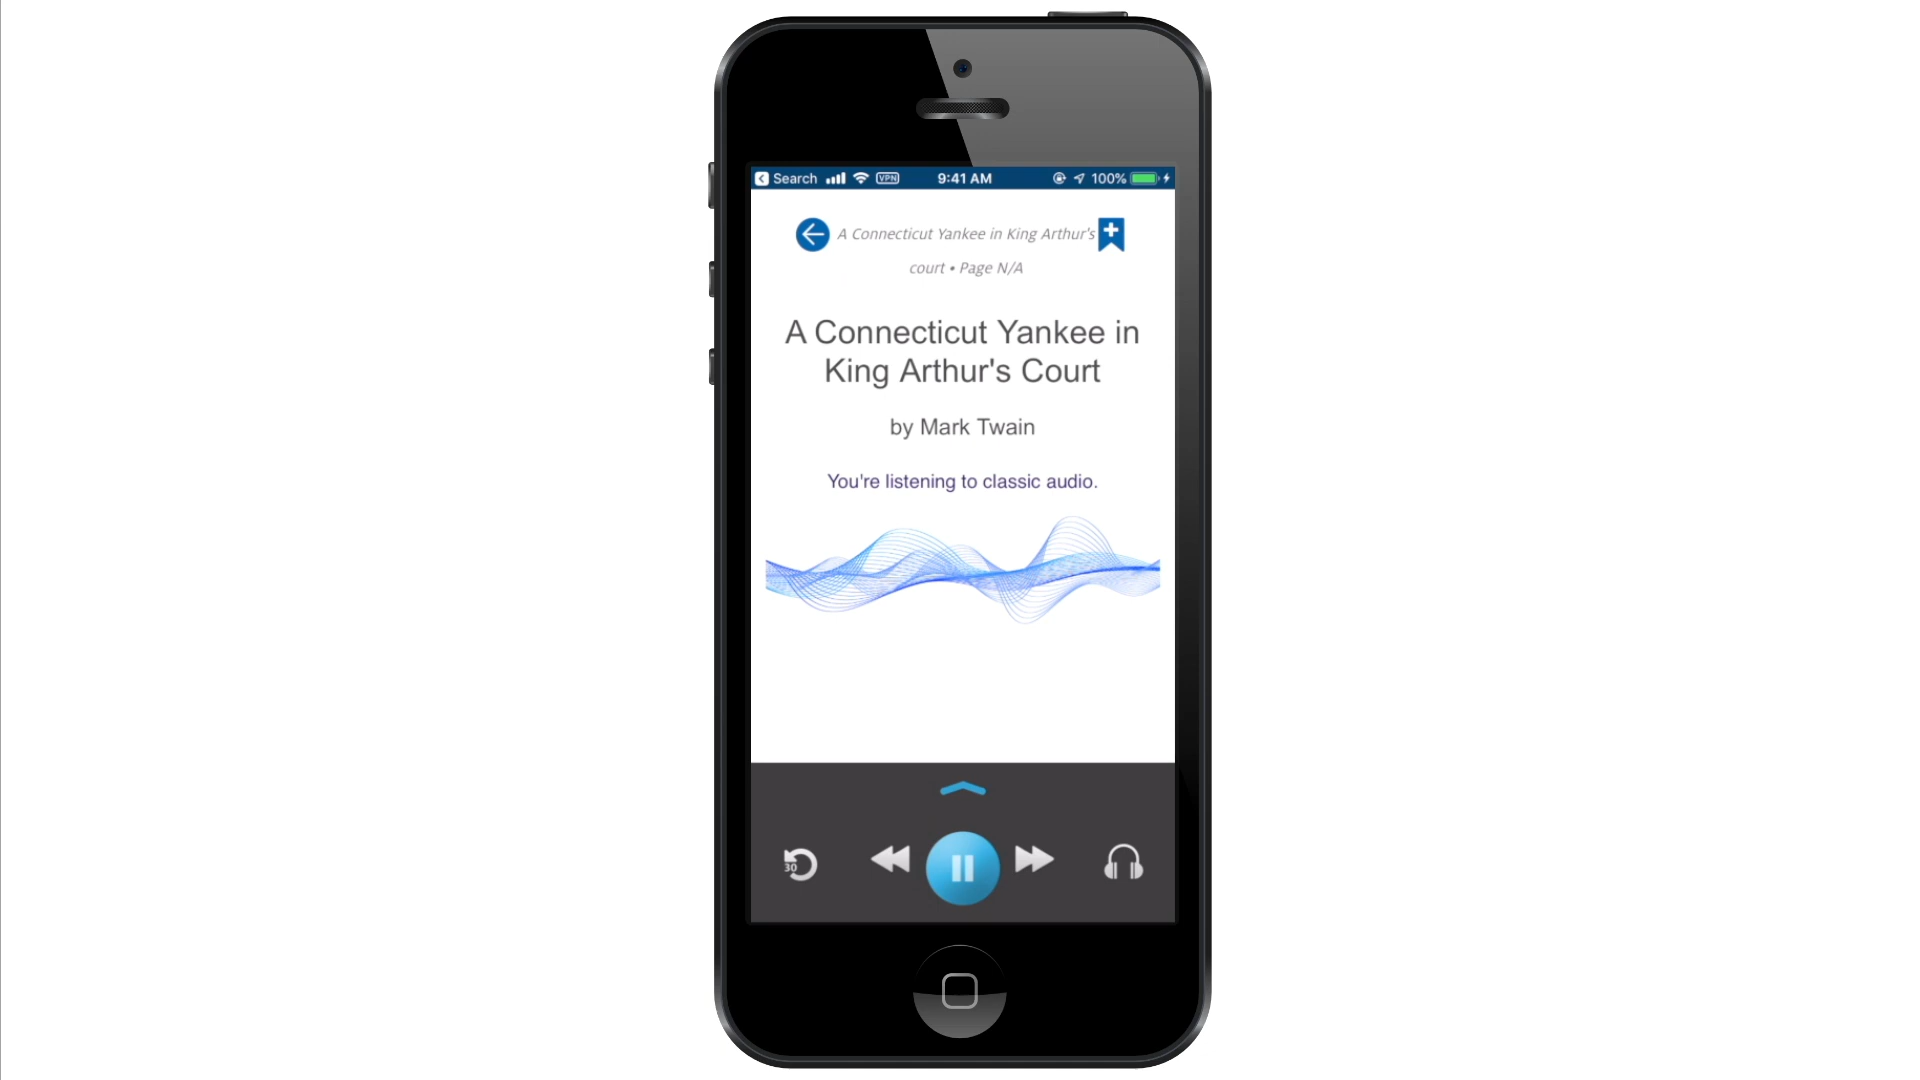 Search VPN 9:41 AM 100%
A Connecticut Yankee in King Arthur's
court • Page N/A
A Connecticut Yankee in
King Arthur's Court
by Mark Twain
You're listening to classic audio.
30